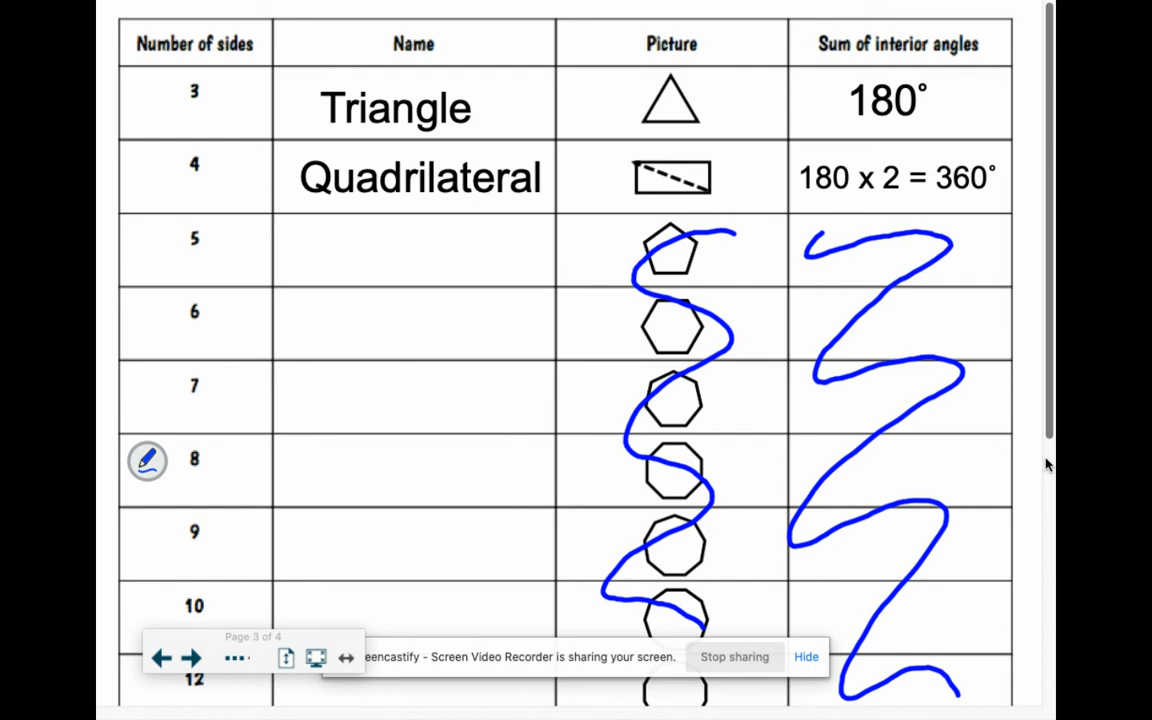 Number of sides Name Picture Sum of interior angles
3 Triangle 180°
4 Quadrilateral 180 x 2 = 360°
5
6
7
8
9
10
Page 3 of 4
eencastify - Screen Video Recorder is sharing your screen. Stop sharing Hide
12